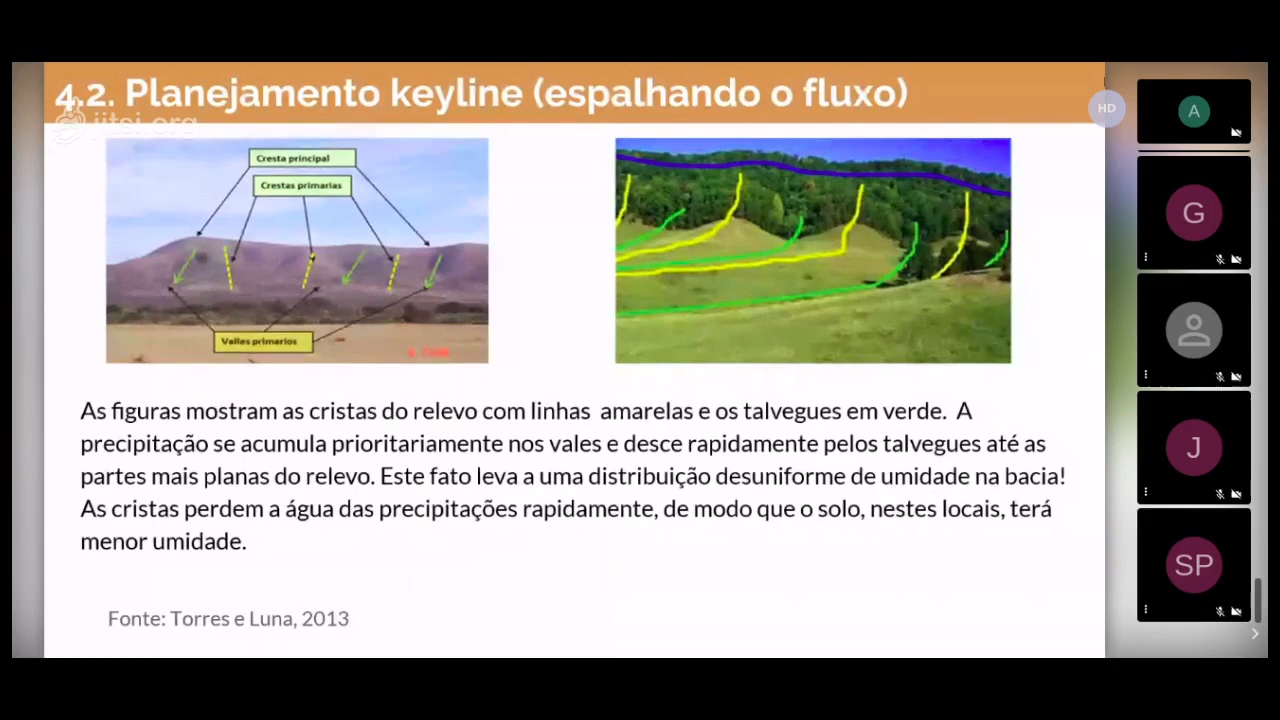 4.2. Planejamento keyline (espalhando o fluxo)
jitsi.org
HD
A
Cresta principal
Crestas primarias
Valles primarios
G
As figuras mostram as cristas do relevo com linhas amarelas e os talvegues em verde. A
precipitação se acumula prioritariamente nos vales e desce rapidamente pelos talvegues até as
partes mais planas do relevo. Este fato leva a uma distribuição desuniforme de umidade na bacia!
As cristas perdem a água das precipitações rapidamente, de modo que o solo, nestes locais, terá
menor umidade.
J
SP
Fonte: Torres e Luna, 2013